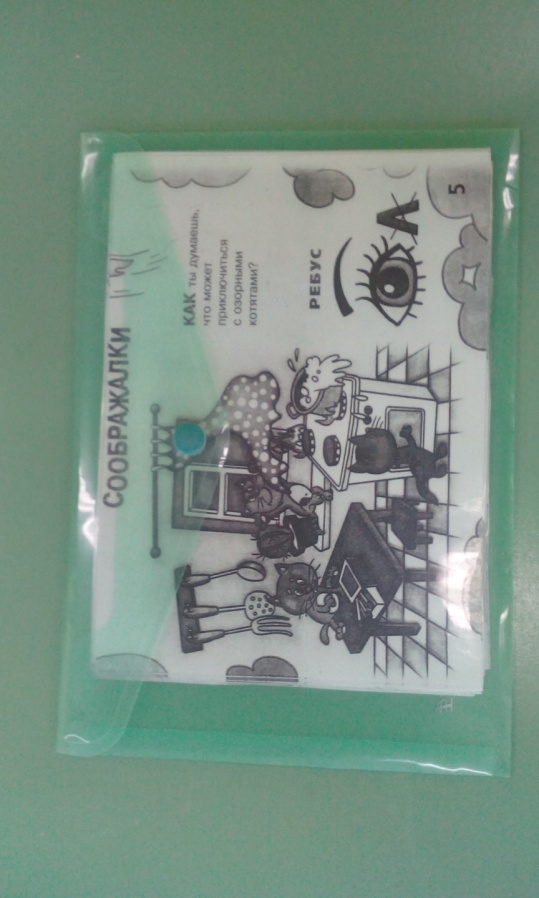 СООБРАЖАЛКИ
КАК ты думаешь,
что может
приключиться
с озорными
котятами?
РЕБУС
А
5